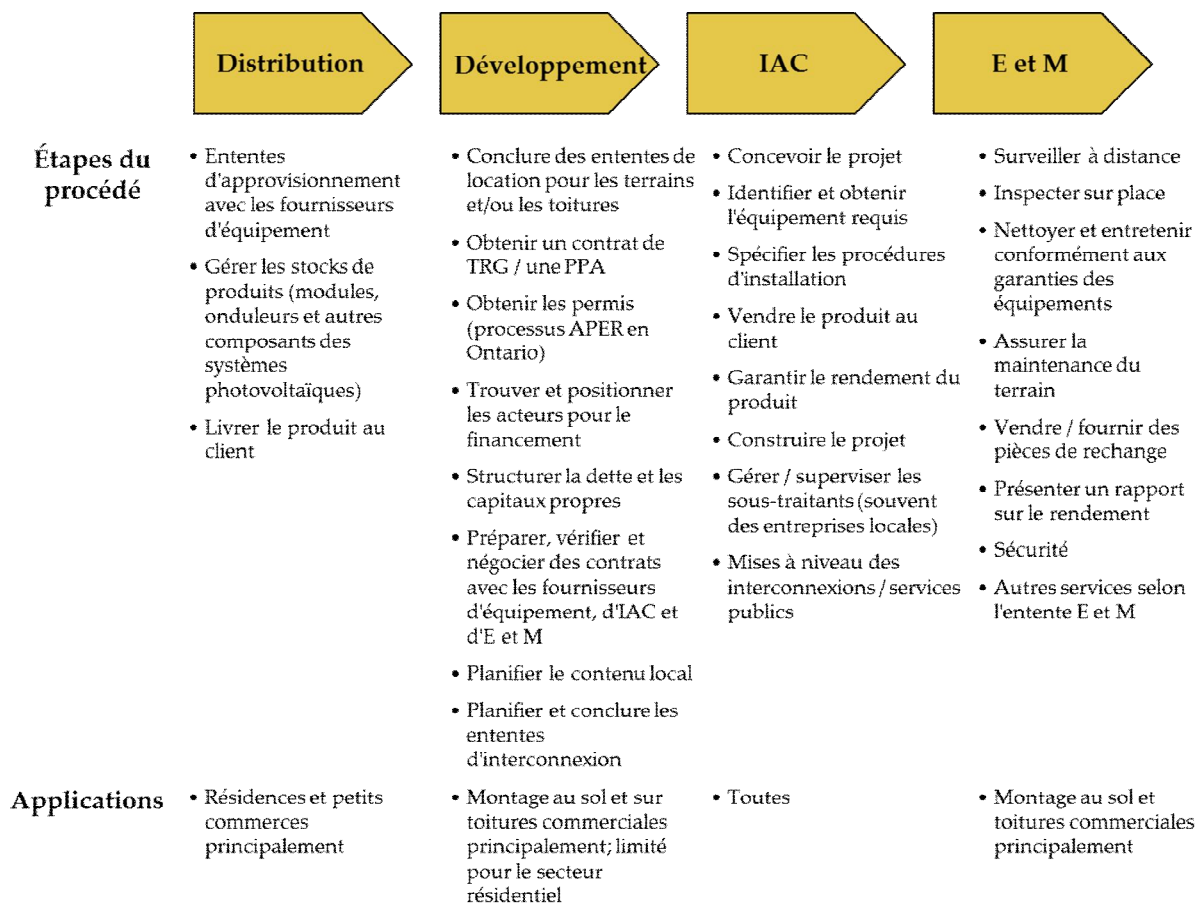 Distribution
Développement
IAC
E et M
Étapes du
procédé
• Ententes
d'approvisionnement
avec les fournisseurs
d'équipement
• Gérer les stocks de
produits (modules,
onduleurs et autres
composants des
systèmes
photovoltaïques)
• Livrer le produit au
client
• Conclure des ententes de
location pour les terrains
et/ou les toitures
• Obtenir un contrat de
TRG / une PPA
• Obtenir les permis
(processus APER en
Ontario)
• Trouver et positionner
les acteurs pour le
financement
• Structurer la dette et les
capitaux propres
• Préparer, vérifier et
négocier des contrats
avec les fournisseurs
d'équipement, d'IAC et
d'E et M
• Planifier le contenu local
• Planifier et conclure les
ententes
d'interconnexion
• Concevoir le projet
• Identifier et obtenir
l'équipement requis
• Spécifier les procédures
d'installation
• Vendre le produit au
client
• Garantir le rendement du
produit
• Construire le projet
• Gérer / superviser les
sous-traitants (souvent
des entreprises locales)
• Mises à niveau des
interconnexions / services
publics
• Surveiller à distance
• Inspecter sur place
• Nettoyer et entretenir
conformément aux
garanties des
équipements
• Assurer la
maintenance du
terrain
• Vendre / fournir des
pièces de rechange
• Présenter un rapport
sur le rendement
• Sécurité
• Autres services selon
l'entente E et M
Applications
• Résidences et petits
commerces
principalement
• Montage au sol et sur
toitures commerciales
principalement; limité
pour le secteur
résidentiel
• Toutes
• Montage au sol et
toitures commerciales
principalement